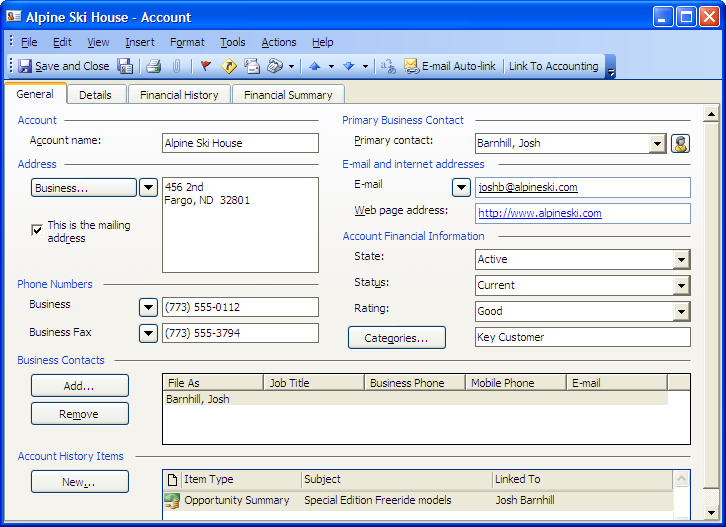 Alpine Ski House - Account
File Edit View Insert Format Tools Actions Help
Save and Close E-mail Auto-link Link To Accounting
General Details Financial History Financial Summary
Account
Account name: Alpine Ski House
Address
Business... 456 2nd
Fargo, ND 32801
This is the mailing
address
Phone Numbers
Business (773) 555-0112
Business Fax (773) 555-3794
Primary Business Contact
Primary contact: Barnhill, Josh
E-mail and internet addresses
E-mail joshb@alpineski.com
Web page address: http://www.alpineski.com
Account Financial Information
State: Active
Status: Current
Rating: Good
Categories... Key Customer
Business Contacts
Add...
Remove
File As Job Title Business Phone Mobile Phone E-mail
Barnhill, Josh
Account History Items
New...
Item Type Subject Linked To
Opportunity Summary Special Edition Freeride models Josh Barnhill